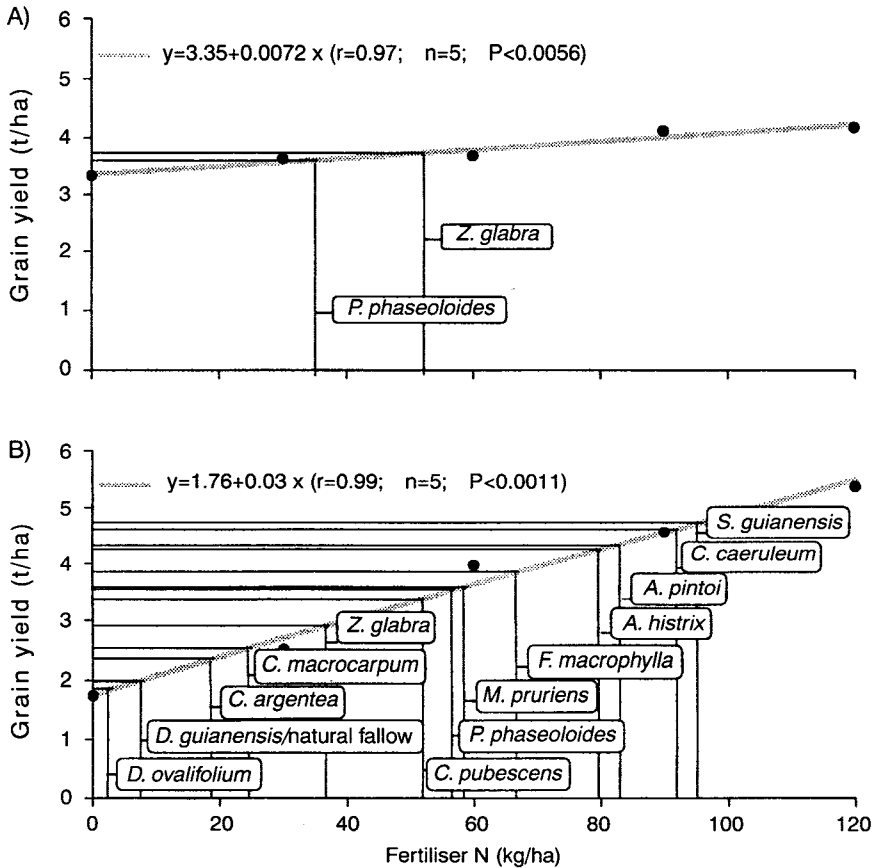 A)
6
y=3.35+0.0072 x (r=0.97; n=5; P<0.0056)
5
Grain yield (t/ha)
4
3
Z. glabra
2
P. phaseoloides
1
0
B)
6
y=1.76+0.03 x (r=0.99; n=5; P<0.0011)
5
S. guianensis
Grain yield (t/ha)
C. caeruleum
4
A. pintoi
Z. glabra
A. histrix
3
C. macrocarpum
F. macrophylla
C. argentea
M. pruriens
2
D. guianensis/natural fallow
P. phaseoloides
1
D. ovalifolium
C. pubescens
0
0 20 40 60 80 100 120
Fertiliser N (kg/ha)